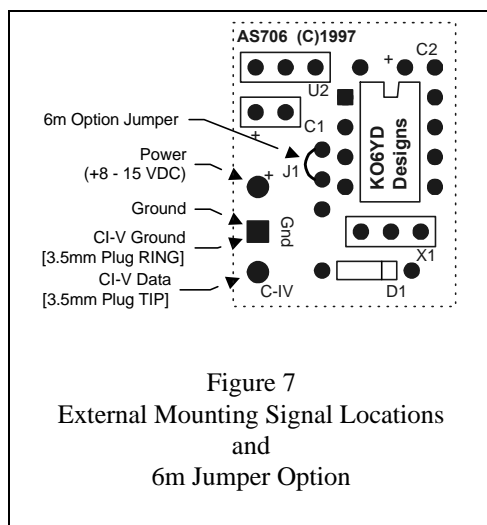 AS706 (C)1997
C2
+
U2
6m Option Jumper
C1
+
J1
KO6YD
Designs
Power
(+8 - 15 VDC)
+
Ground
Gnd
CI-V Ground
[3.5mm Plug RING]
X1
CI-V Data
[3.5mm Plug TIP]
C-IV
D1
Figure 7
External Mounting Signal Locations
and
6m Jumper Option